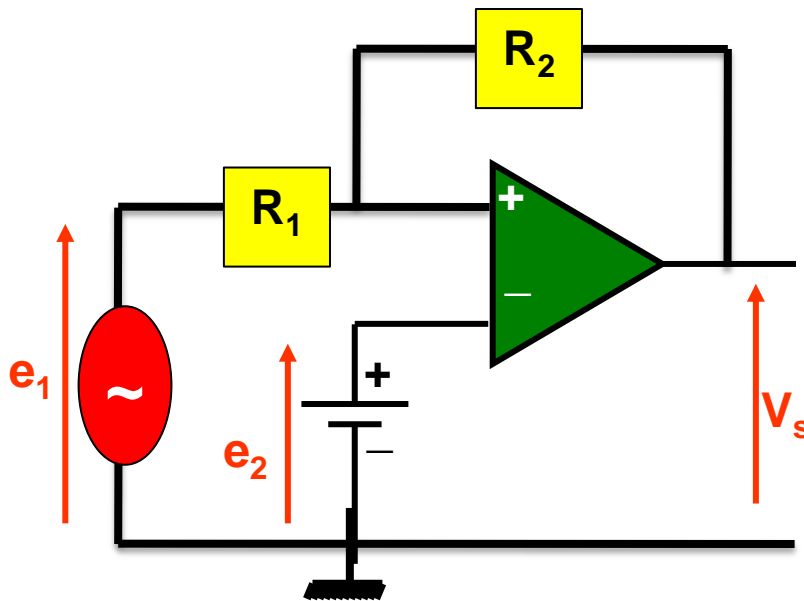 R₂
R₁
+
–
e₁
~
+
e₂
–
Vₛ